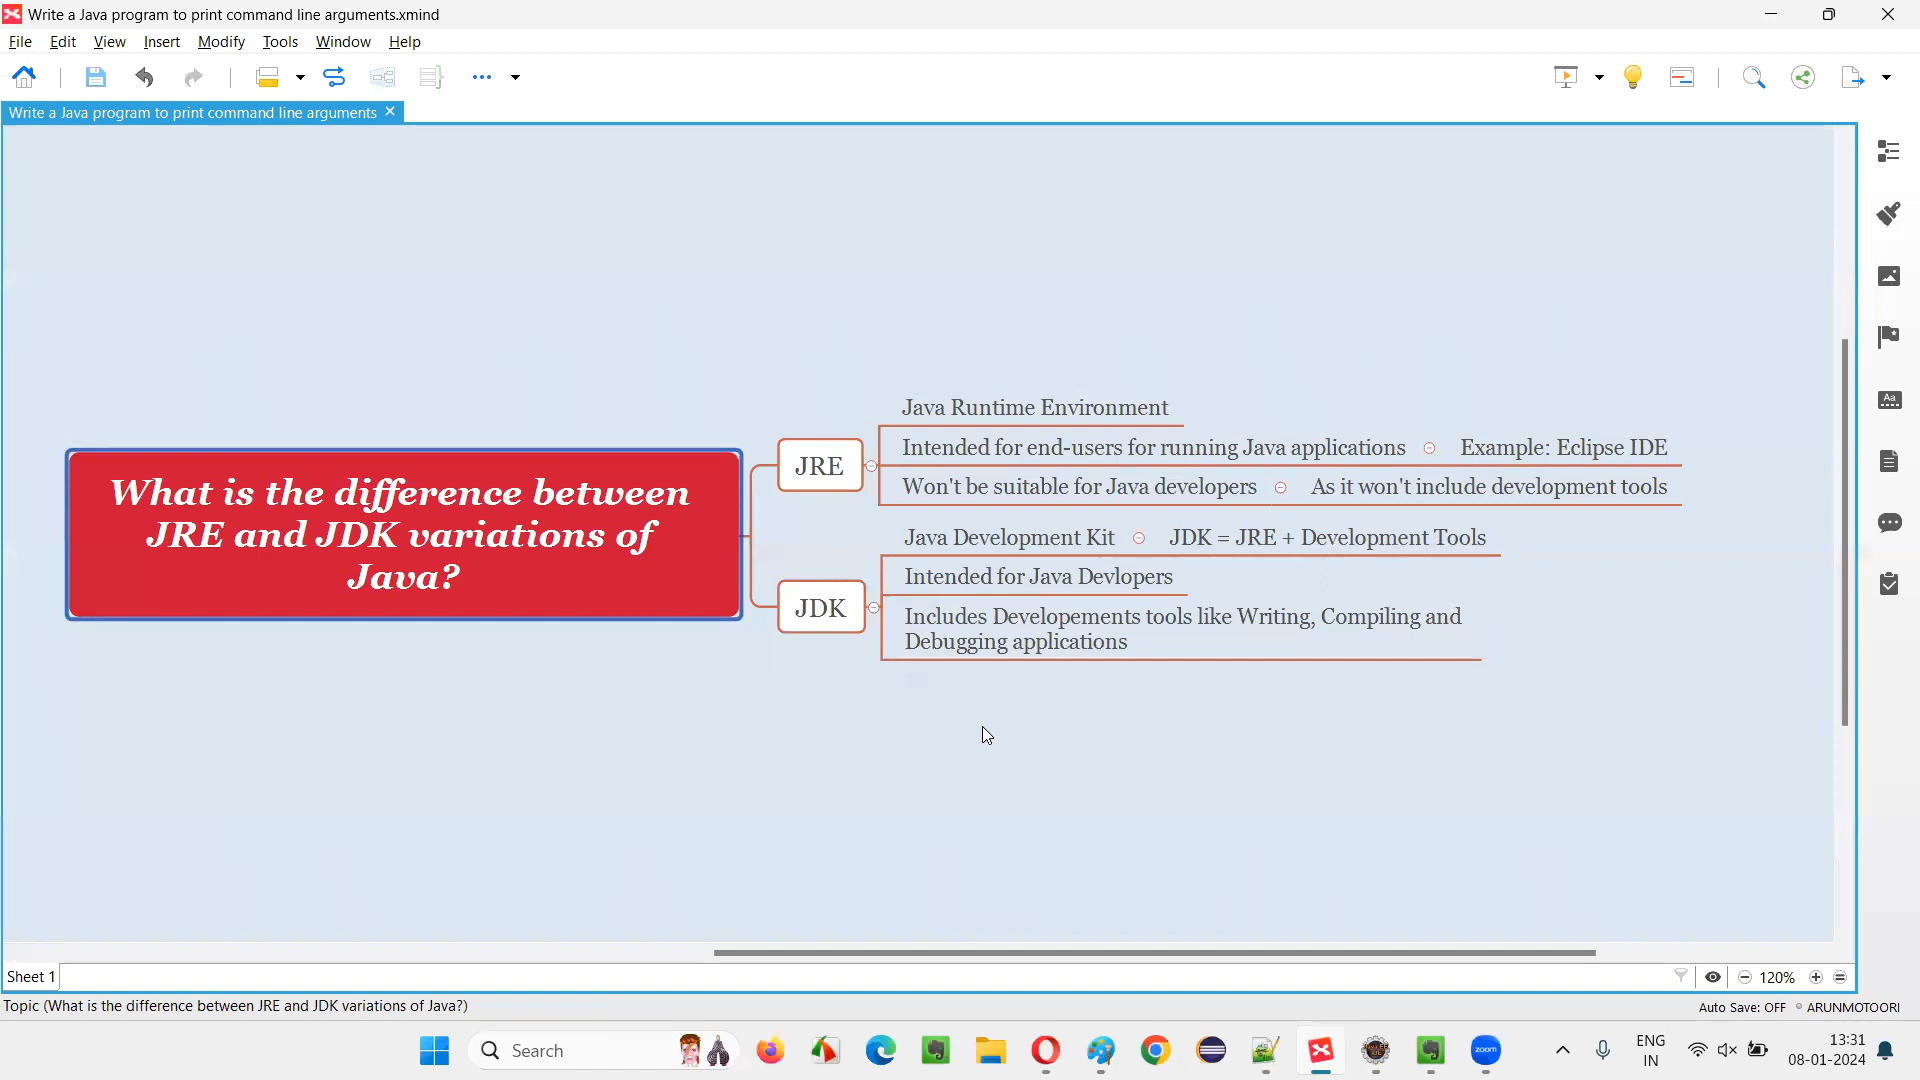 Write a Java program to print command line arguments.xmind
File Edit View Insert Modify Tools Window Help
Write a Java program to print command line arguments
What is the difference between
JRE and JDK variations of
Java?
JRE
Java Runtime Environment
Intended for end-users for running Java applications
Example: Eclipse IDE
Won't be suitable for Java developers
As it won't include development tools
JDK
Java Development Kit
JDK = JRE + Development Tools
Intended for Java Devlopers
Includes Developements tools like Writing, Compiling and
Debugging applications
Aa
Sheet 1
120%
Topic (What is the difference between JRE and JDK variations of Java?)
Auto Save: OFF
ARUNMOTOORI
Search
zoom
ENG
IN
13:31
08-01-2024